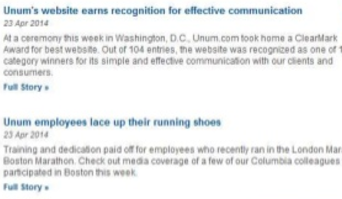 Unum's website earns recognition for effective communication
23 Apr 2014
At a ceremony this week in Washington, D.C., Unum.com took home a ClearMark
Award for best website. Out of 104 entries, the website was recognized as one of 1
category winners for its simple and effective communication with our clients and
consumers.
Full Story »
Unum employees lace up their running shoes
23 Apr 2014
Training and dedication paid off for employees who recently ran in the London Mar
Boston Marathon. Check out media coverage of a few of our Columbia colleagues
participated in Boston this week.
Full Story »